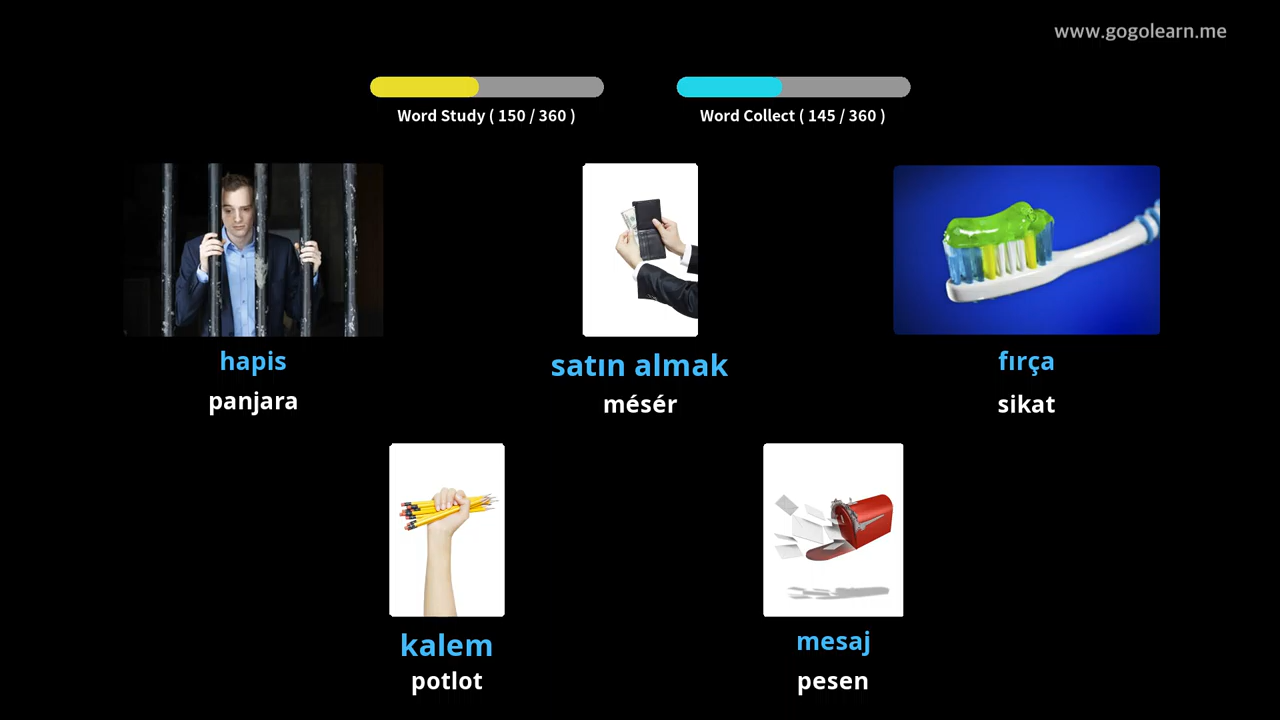 www.gogolearn.me
Word Study ( 150 / 360 )
Word Collect ( 145 / 360 )
hapis
panjara
satın almak
mésér
fırça
sikat
kalem
potlot
mesaj
pesen